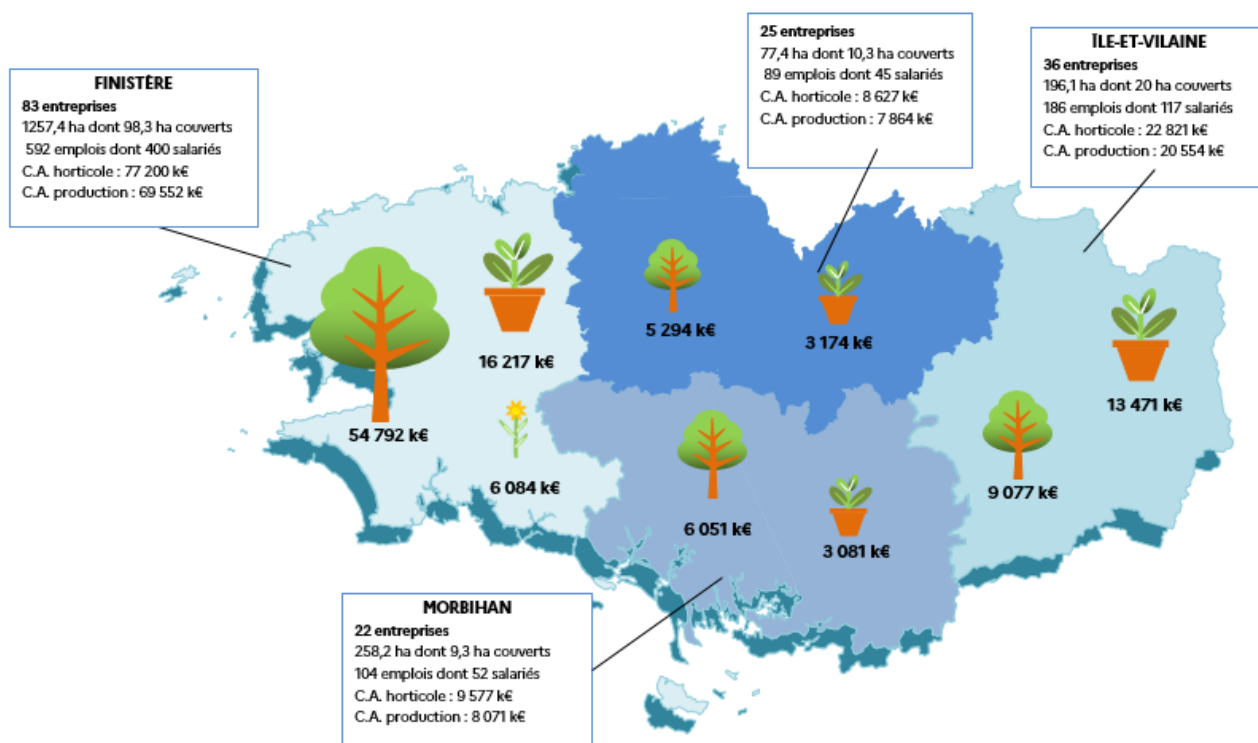 FINISTÈRE
83 entreprises
1257,4 ha dont 98,3 ha couverts
592 emplois dont 400 salariés
C.A. horticole : 77 200 k€
C.A. production : 69 552 k€
25 entreprises
77,4 ha dont 10,3 ha couverts
89 emplois dont 45 salariés
C.A. horticole : 8 627 k€
C.A. production : 7 864 k€
ÎLE-ET-VILAINE
36 entreprises
196,1 ha dont 20 ha couverts
186 emplois dont 117 salariés
C.A. horticole : 22 821 k€
C.A. production : 20 554 k€
54 792 k€
16 217 k€
6 084 k€
5 294 k€
3 174 k€
6 051 k€
3 081 k€
9 077 k€
13 471 k€
MORBIHAN
22 entreprises
258,2 ha dont 9,3 ha couverts
104 emplois dont 52 salariés
C.A. horticole : 9 577 k€
C.A. production : 8 071 k€